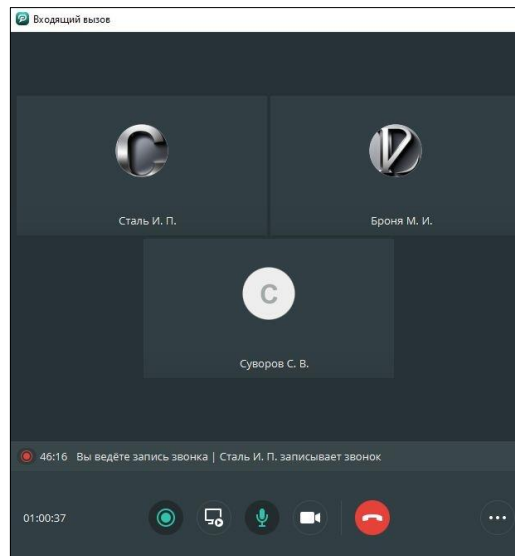 Входящий вызов
Сталь И. П.
Броня М. И.
С
Суворов С. В.
46:16 Вы ведёте запись звонка | Сталь И. П. записывает звонок
01:00:37